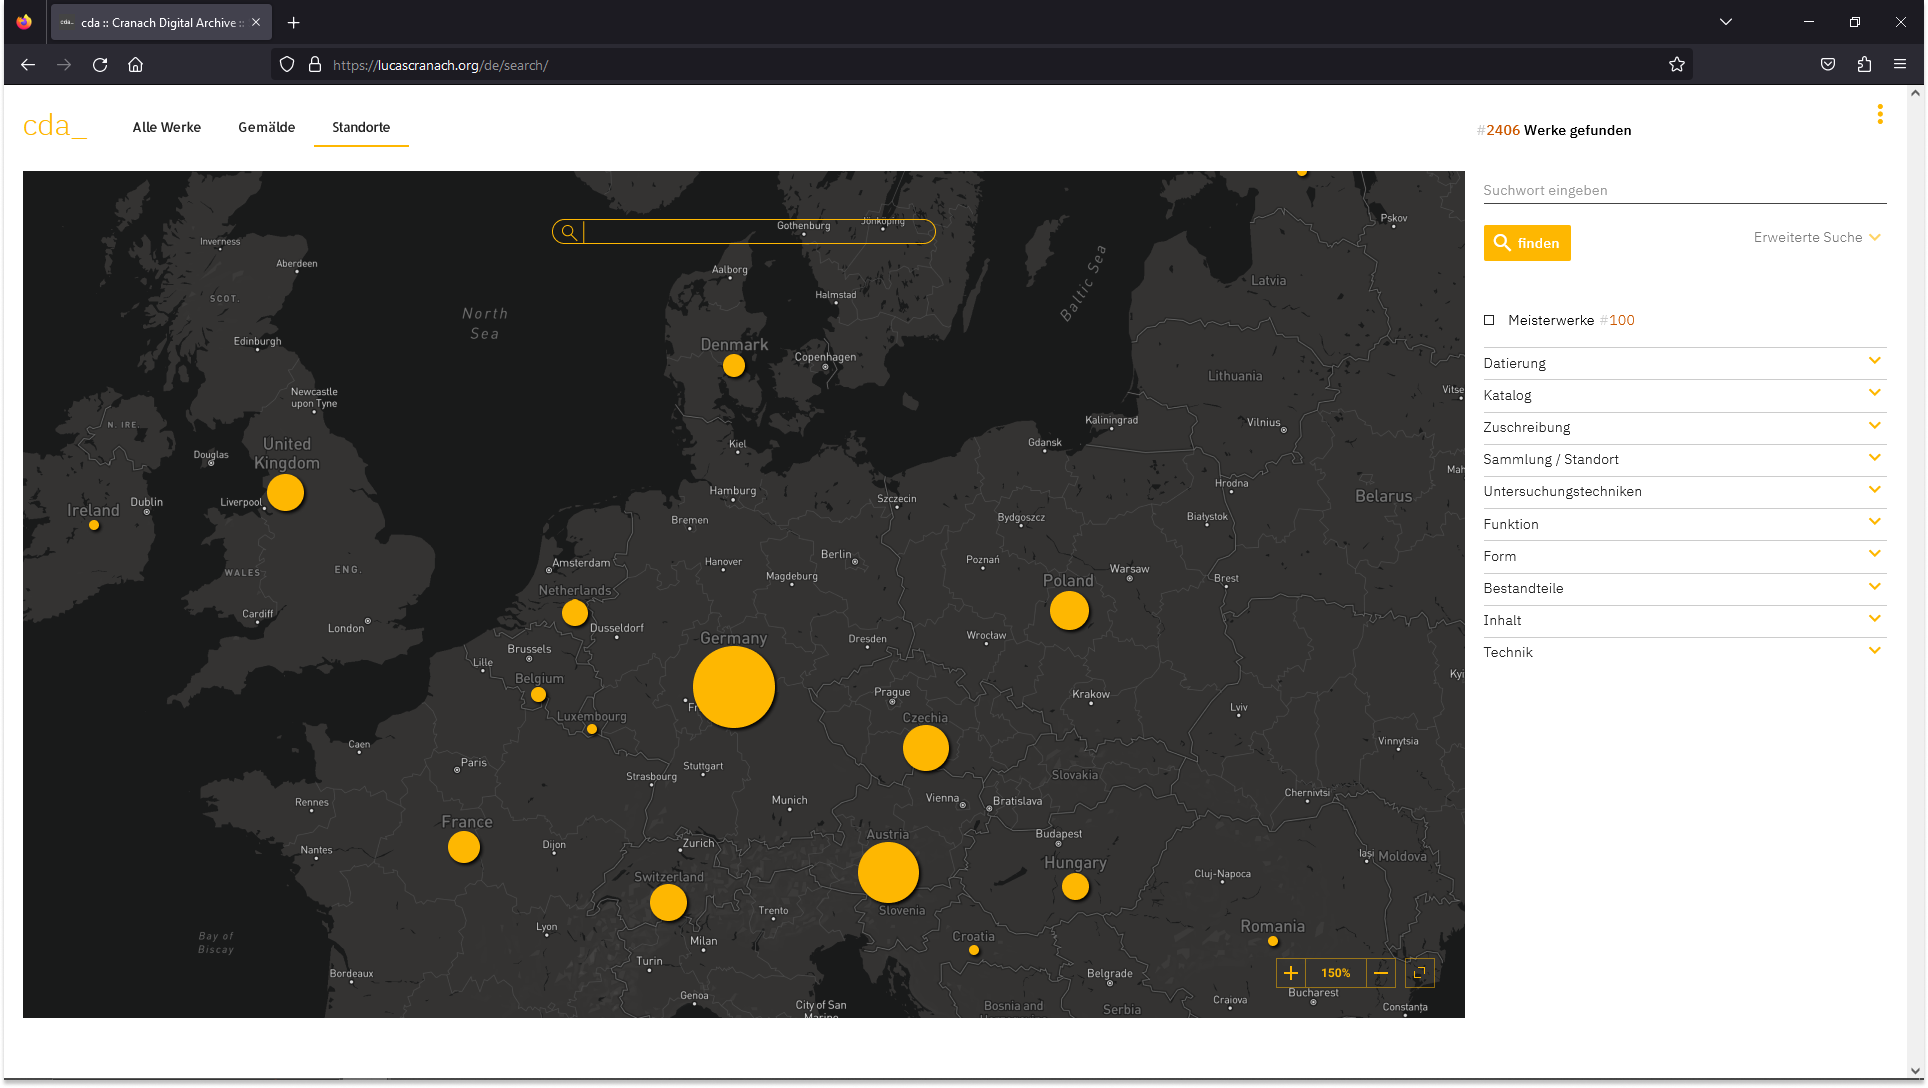 cda_
cda :: Cranach Digital Archive ::
https://lucascranach.org/de/search/
cda_
Alle Werke
Gemälde
Standorte
#2406 Werke gefunden
Suchwort eingeben
finden
Erweiterte Suche
Meisterwerke #100
Datierung
Katalog
Zuschreibung
Sammlung / Standort
Untersuchungstechniken
Funktion
Form
Bestandteile
Inhalt
Technik
Jönköping
Gothenburg
Pskov
Inverness
Aberdeen
Aalborg
Latvia
Baltic Sea
SCOT.
Halmstad
North
Sea
Edinburgh
Denmark
Copenhagen
Lithuania
Newcastle
upon Tyne
Kaliningrad
N. IRE.
Vilnius
United
Kingdom
Kiel
Gdansk
Douglas
Hrodna
Hamburg
Szczecin
Belarus
Liverpool
Dublin
Ireland
Bremen
Bydgoszcz
Białystok
Berlin
Hanover
Amsterdam
Poznań
Warsaw
WALES
ENG.
Magdeburg
Poland
Brest
Netherlands
Cardiff
London
Dusseldorf
Germany
Dresden
Wrocław
Brussels
Lille
Belgium
Prague
Krakow
Fr
Lviv
Luxembourg
Czechia
Caen
Vinnytsia
Paris
Stuttgart
Strasbourg
Slovakia
Rennes
Munich
Vienna
Bratislava
Chernivtsi
France
Austria
Budapest
Nantes
Dijon
Zurich
Iași
Moldova
Hungary
Switzerland
Cluj-Napoca
Trento
Slovenia
Lyon
Romania
Bay of
Biscay
Milan
Croatia
Turin
Bordeaux
Belgrade
150%
Genoa
Bucharest
City of San
Marino
Bosnia and
Serbia
Craiova
Constanța